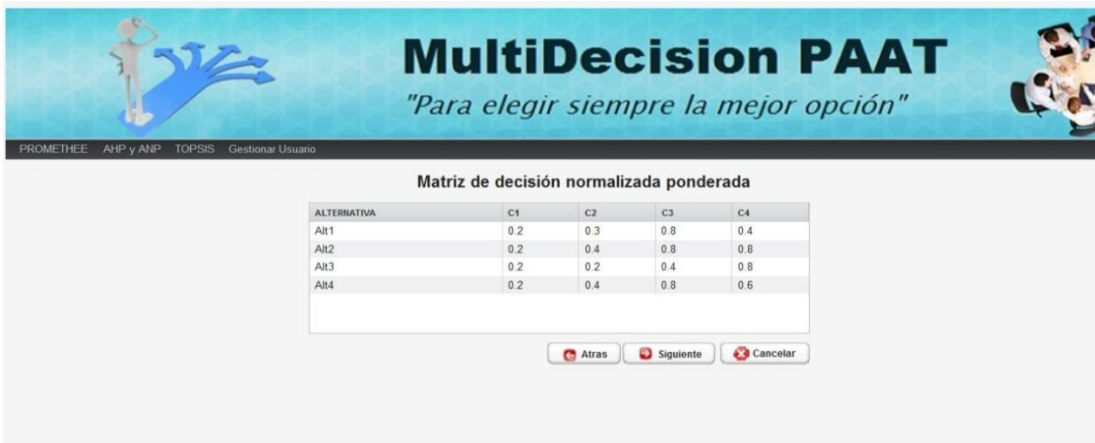 MultiDecision PAAT
"Para elegir siempre la mejor opción"
PROMETHEE AHP y ANP TOPSIS Gestionar Usuario
Matriz de decisión normalizada ponderada
ALTERNATIVA C1 C2 C3 C4
Alt1 0.2 0.3 0.8 0.4
Alt2 0.2 0.4 0.8 0.8
Alt3 0.2 0.2 0.4 0.8
Alt4 0.2 0.4 0.8 0.6
Atras Siguiente Cancelar